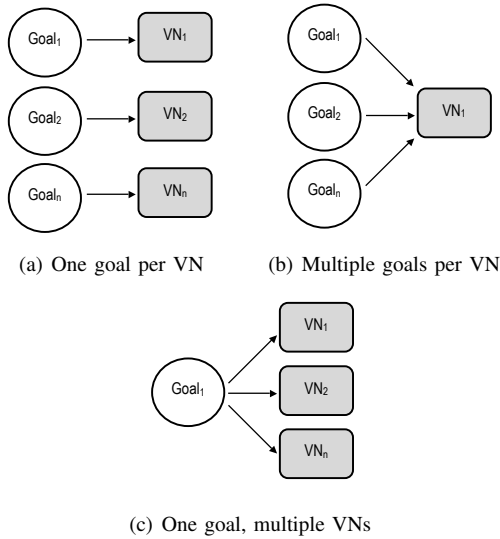 Goal₁ VN₁ Goal₁
Goal₂ VN₂ Goal₂ VN₁
Goalₙ VNₙ Goalₙ
(a) One goal per VN (b) Multiple goals per VN
VN₁
Goal₁ VN₂
VNₙ
(c) One goal, multiple VNs